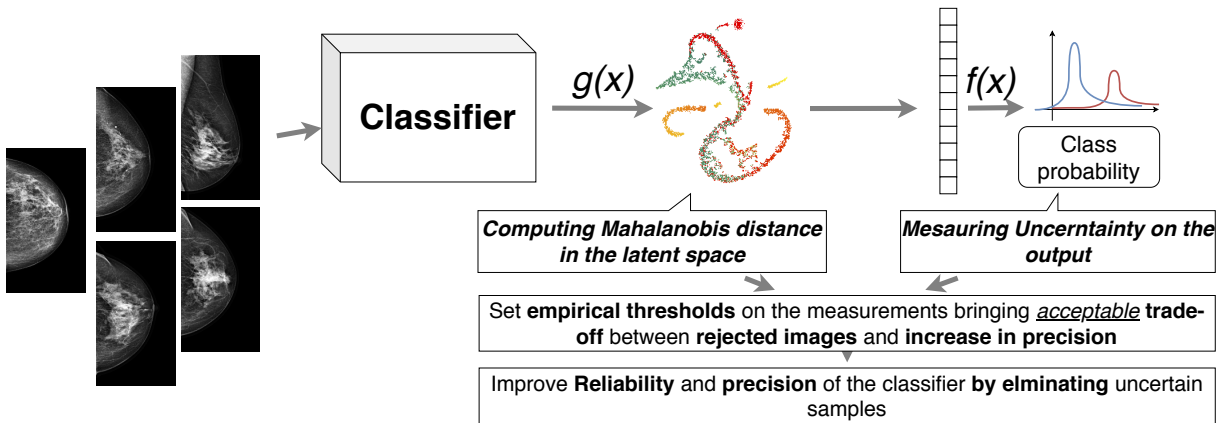 Classifier
g(x)
f(x)
Class
probability
Computing Mahalanobis distance
in the latent space
Mesauring Uncerntainty on the
output
Set empirical thresholds on the measurements bringing acceptable trade-
off between rejected images and increase in precision
Improve Reliability and precision of the classifier by elminating uncertain
samples